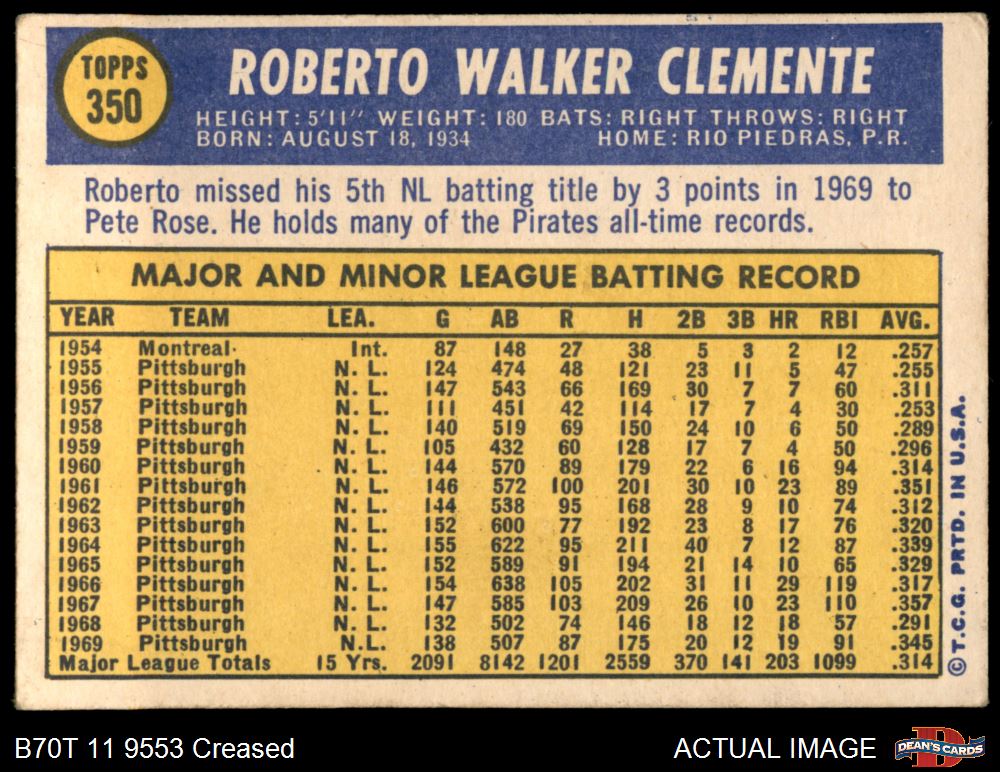 TOPPS
350
ROBERTO WALKER CLEMENTE
HEIGHT: 5'11" WEIGHT: 180 BATS: RIGHT THROWS: RIGHT
BORN: AUGUST 18, 1934 HOME: RIO PIEDRAS, P.R.
Roberto missed his 5th NL batting title by 3 points in 1969 to
Pete Rose. He holds many of the Pirates all-time records.
MAJOR AND MINOR LEAGUE BATTING RECORD
YEAR TEAM LEA. G AB R H 2B 3B HR RBI AVG.
1954 Montreal Int. 87 148 27 38 5 3 2 12 .257
1955 Pittsburgh N. L. 124 474 48 121 23 11 5 47 .255
1956 Pittsburgh N. L. 147 543 66 169 30 7 7 60 .311
1957 Pittsburgh N. L. 111 451 42 114 17 7 4 30 .253
1958 Pittsburgh N. L. 140 519 69 150 24 10 6 50 .289
1959 Pittsburgh N. L. 105 432 60 128 17 7 4 50 .296
1960 Pittsburgh N. L. 144 570 89 179 22 6 16 94 .314
1961 Pittsburgh N. L. 146 572 100 201 30 10 23 89 .351
1962 Pittsburgh N. L. 144 538 95 168 28 9 10 74 .312
1963 Pittsburgh N. L. 152 600 77 192 23 8 17 76 .320
1964 Pittsburgh N. L. 155 622 95 211 40 7 12 87 .339
1965 Pittsburgh N. L. 152 589 91 194 21 14 10 65 .329
1966 Pittsburgh N. L. 154 638 105 202 31 11 29 119 .317
1967 Pittsburgh N. L. 147 585 103 209 26 10 23 110 .357
1968 Pittsburgh N. L. 132 502 74 146 18 12 18 57 .291
1969 Pittsburgh N.L. 138 507 87 175 20 12 19 91 .345
Major League Totals 15 Yrs. 2091 8142 1201 2559 370 141 203 1099 .314
© T.C.G. PRTD. IN U.S.A.
B70T 11 9553 Creased
ACTUAL IMAGE
DEAN'S CARDS